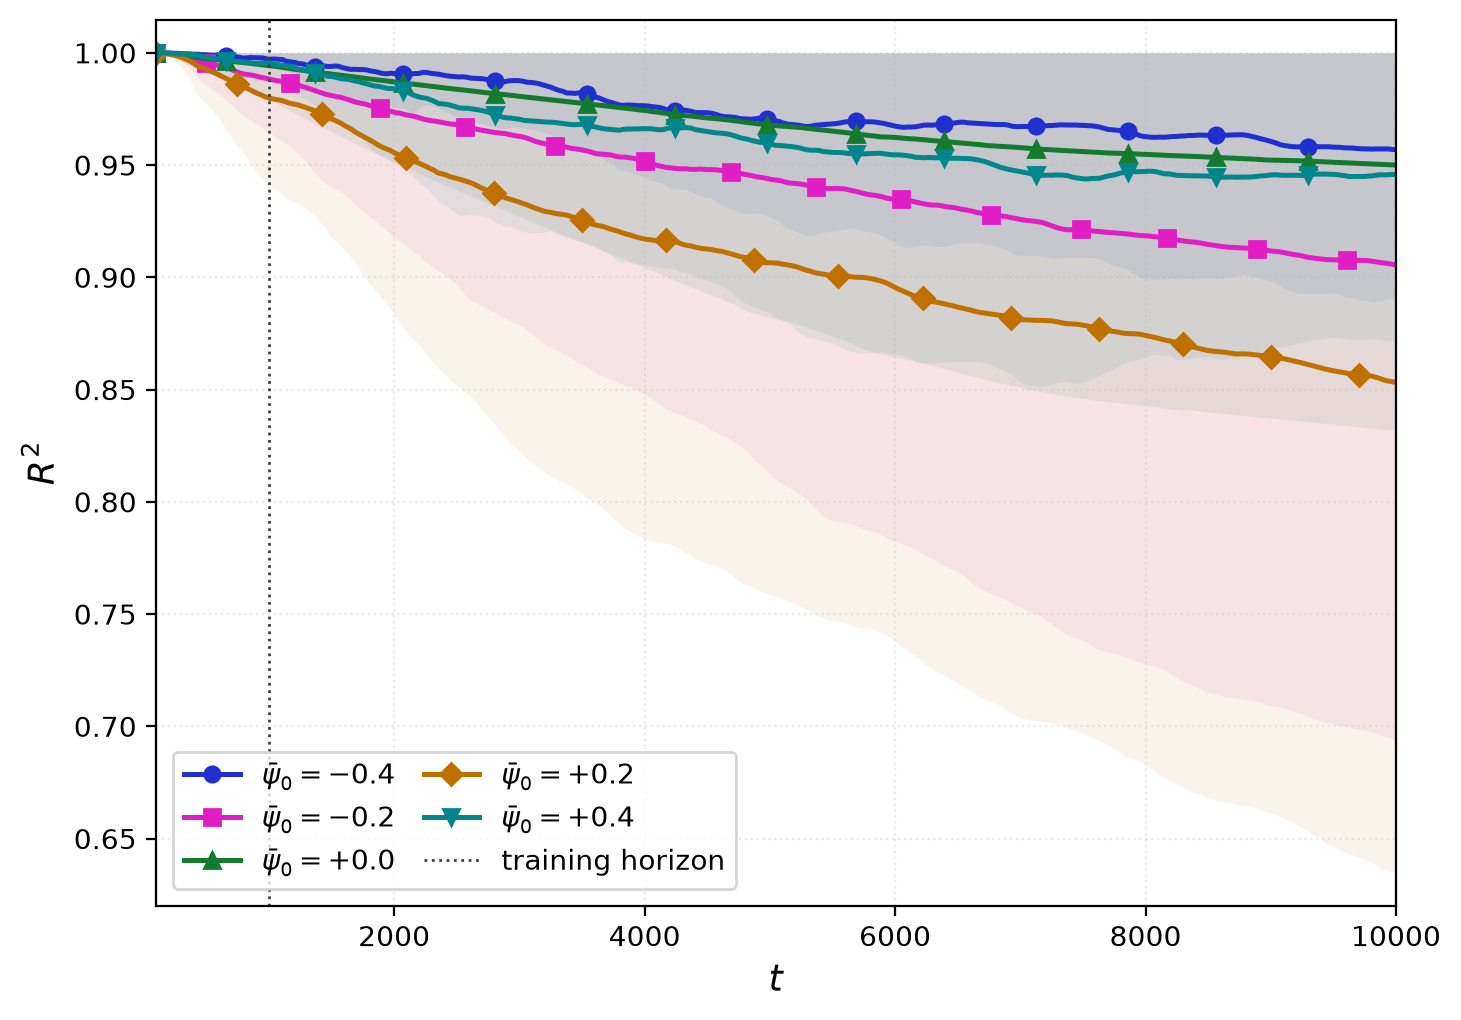 1.00
0.95
0.90
0.85
0.80
0.75
0.70
0.65
R²
ψ̄₀ = −0.4
ψ̄₀ = −0.2
ψ̄₀ = +0.0
ψ̄₀ = +0.2
ψ̄₀ = +0.4
training horizon
2000 4000 6000 8000 10000
t